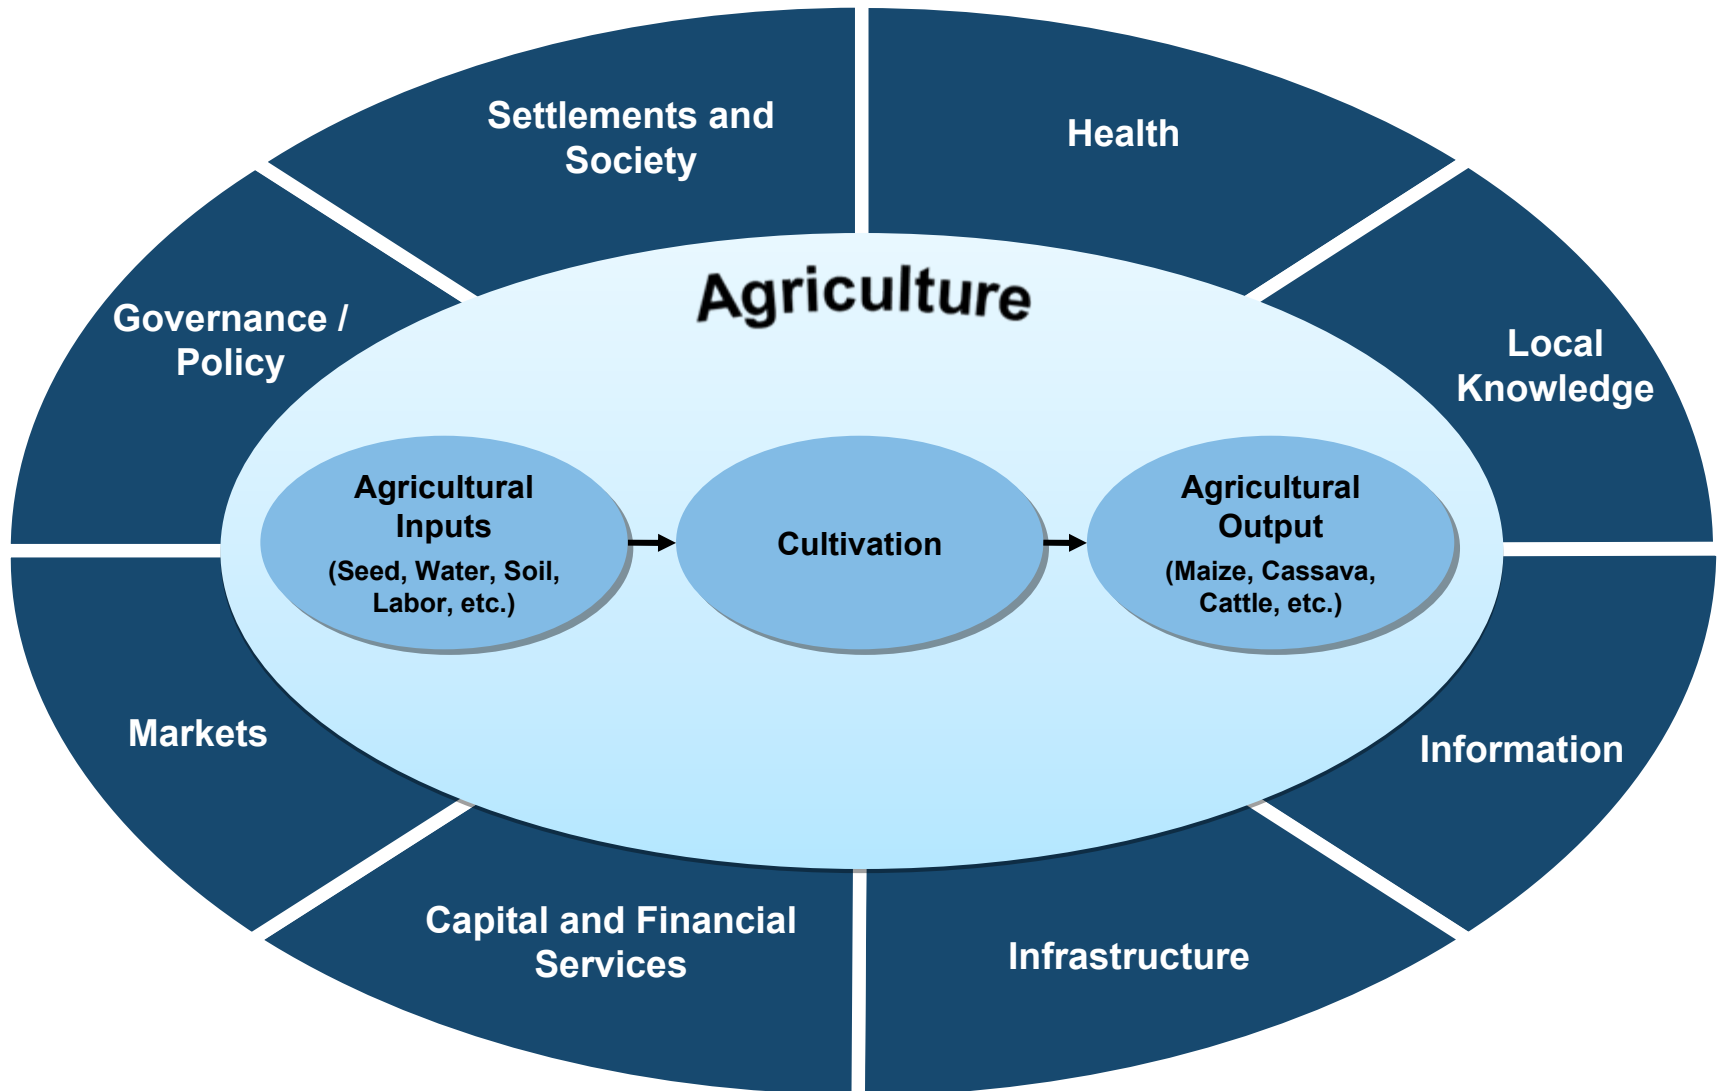 Settlements and
Society
Health
Governance /
Policy
Agriculture
Local
Knowledge
Agricultural
Inputs
(Seed, Water, Soil,
Labor, etc.)
Cultivation
Agricultural
Output
(Maize, Cassava,
Cattle, etc.)
Markets
Information
Capital and Financial
Services
Infrastructure